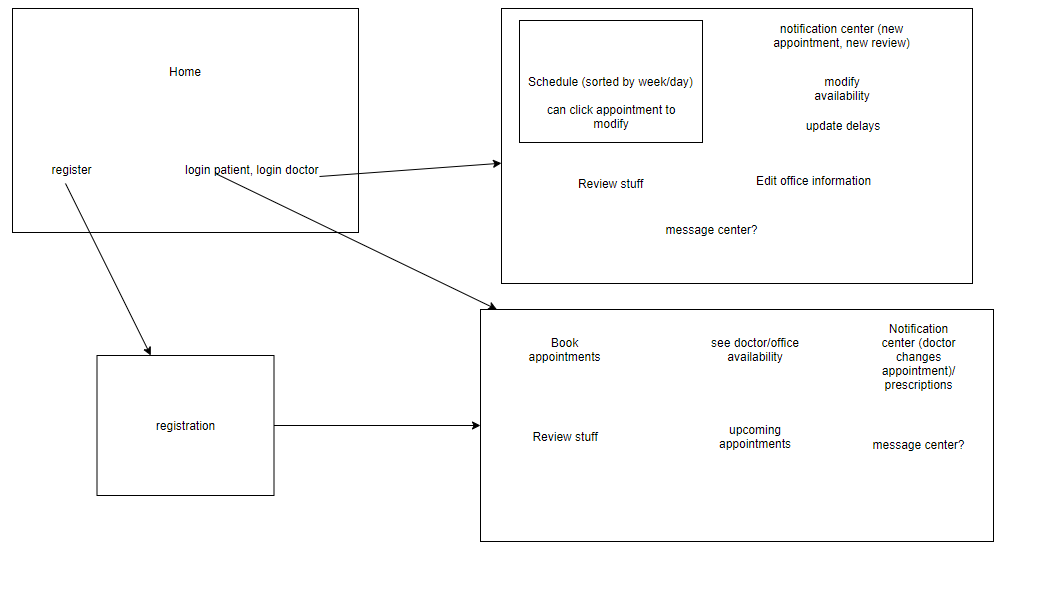 Home
register
login patient, login doctor
registration
Schedule (sorted by week/day)
can click appointment to
modify
notification center (new
appointment, new review)
modify
availability
update delays
Review stuff
Edit office information
message center?
Book
appointments
see doctor/office
availability
Notification
center (doctor
changes
appointment)/
prescriptions
Review stuff
upcoming
appointments
message center?